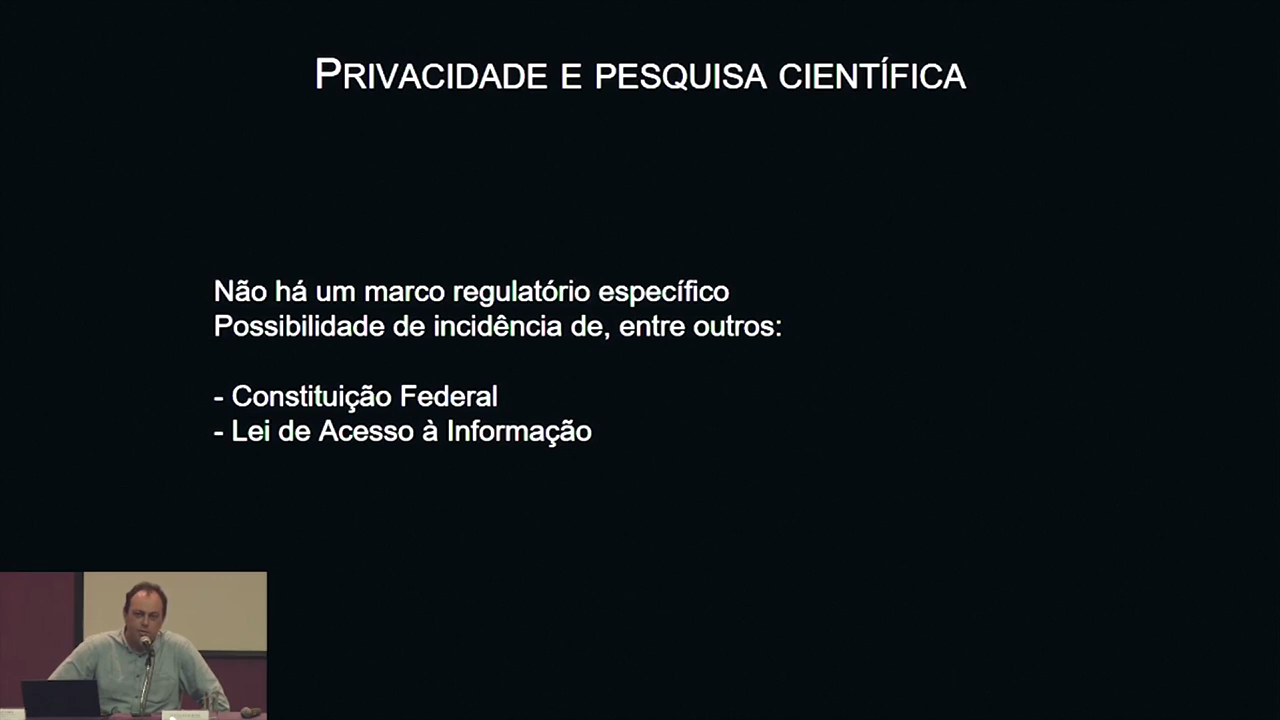 PRIVACIDADE E PESQUISA CIENTÍFICA
Não há um marco regulatório específico
Possibilidade de incidência de, entre outros:
- Constituição Federal
- Lei de Acesso à Informação